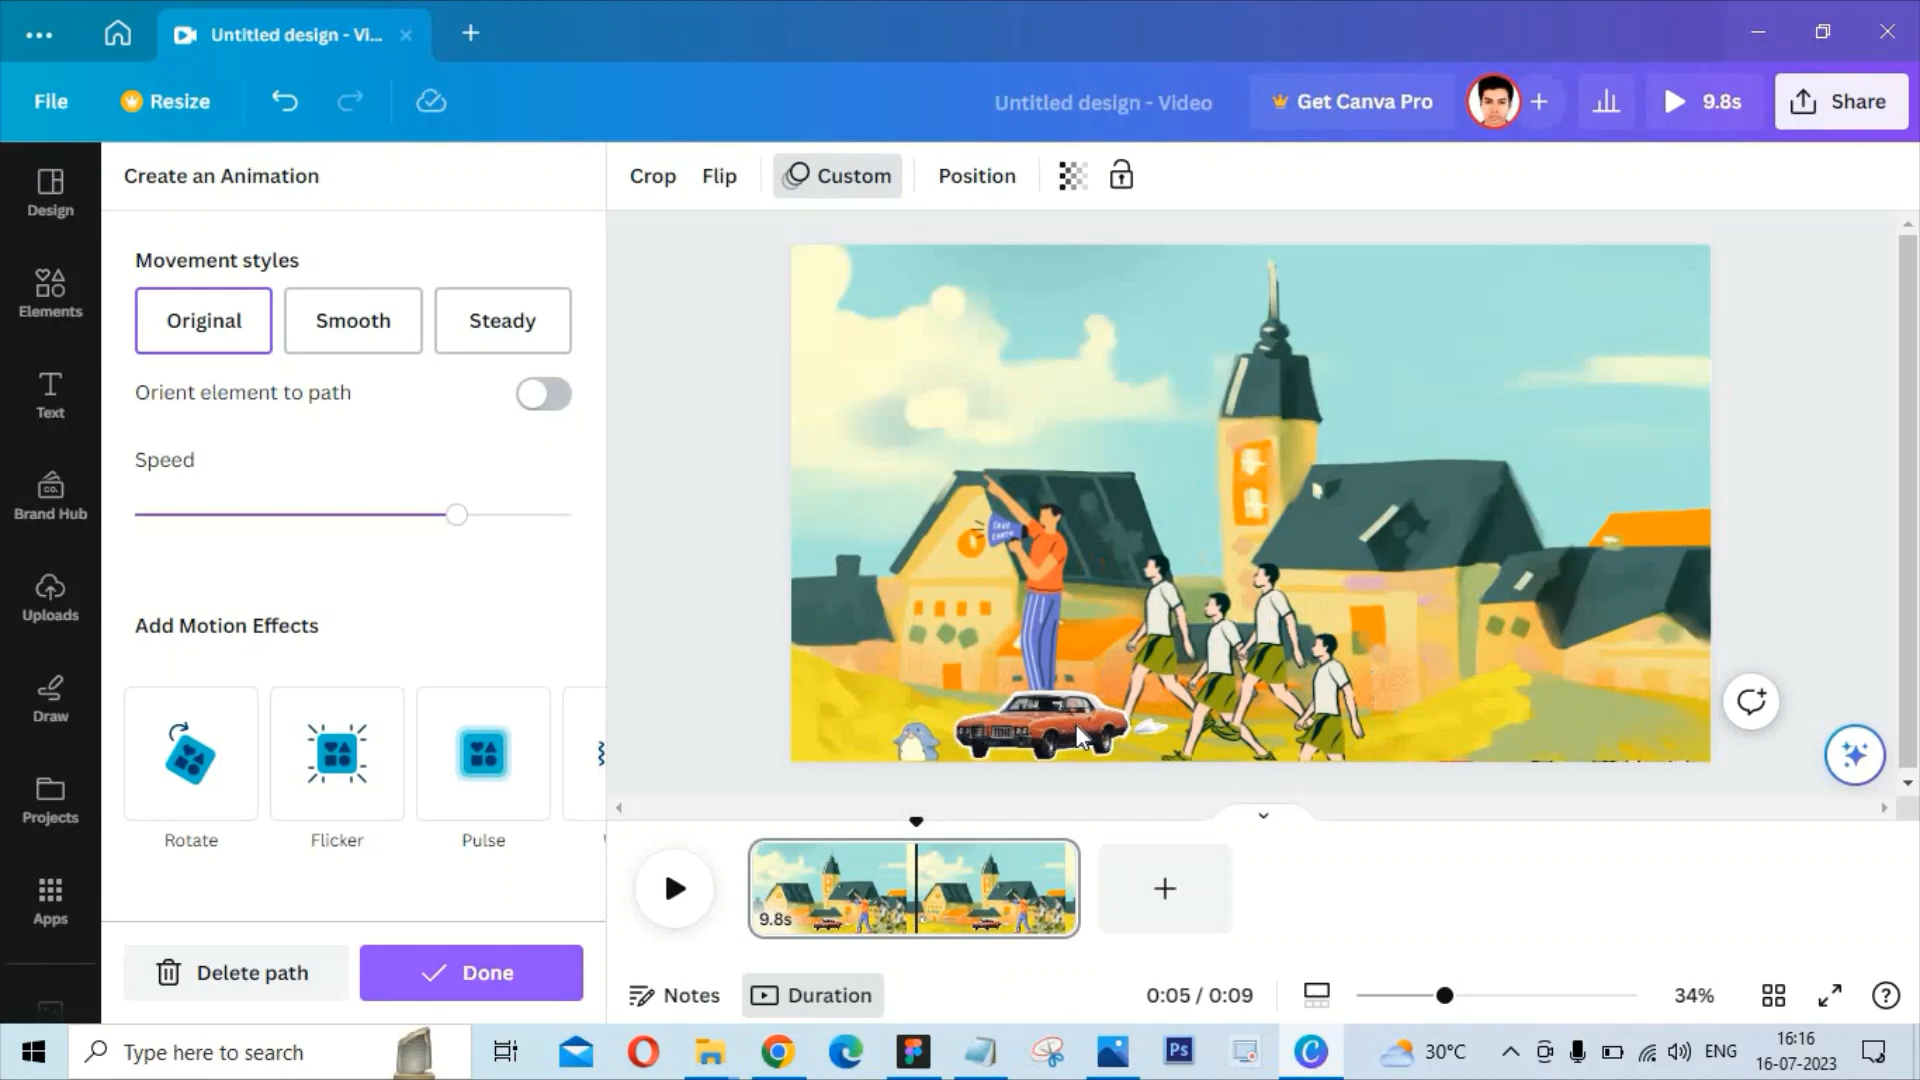 Untitled design - Vi...
File
Resize
Untitled design - Video
Get Canva Pro
9.8s
Share
Design
Elements
Text
Brand Hub
Uploads
Draw
Projects
Apps
Create an Animation
Movement styles
Original
Smooth
Steady
Orient element to path
Speed
Add Motion Effects
Rotate
Flicker
Pulse
Delete path
Done
Crop
Flip
Custom
Position
SAVE
EARTH
9.8s
Notes
Duration
0:05 / 0:09
34%
Type here to search
Ps
30°C
ENG
16:16
16-07-2023